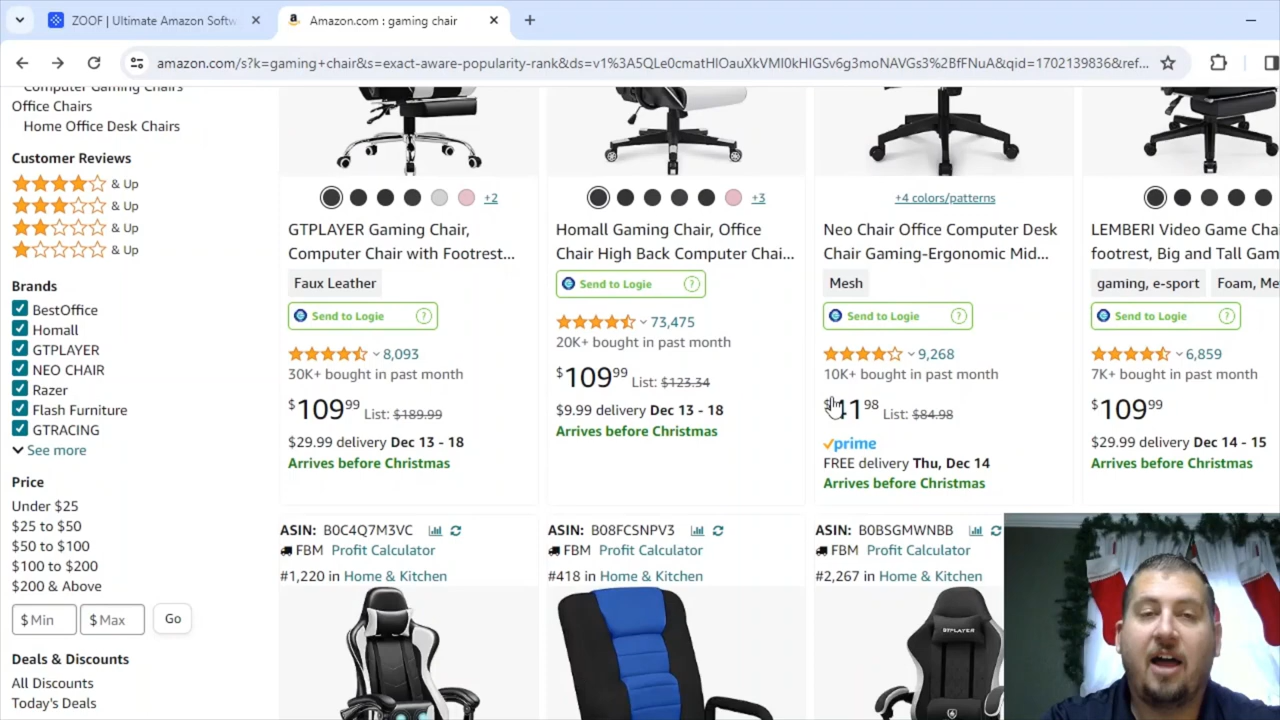 ZOOF | Ultimate Amazon Softw
Amazon.com : gaming chair
amazon.com/s?k=gaming+chair&s=exact-aware-popularity-rank&ds=v1%3A5QLe0cmatHIOauXkVMI0kHIGSv6g3moNAVGs3%2BfFNuA&qid=1702139836&ref...
Computer Gaming Chairs
Office Chairs
Home Office Desk Chairs
Customer Reviews
& Up
& Up
& Up
& Up
Brands
BestOffice
Homall
GTPLAYER
NEO CHAIR
Razer
Flash Furniture
GTRACING
See more
Price
Under $25
$25 to $50
$50 to $100
$100 to $200
$200 & Above
$ Min
$ Max
Go
Deals & Discounts
All Discounts
Today's Deals
+2
GTPLAYER Gaming Chair,
Computer Chair with Footrest...
Faux Leather
Send to Logie
?
8,093
30K+ bought in past month
$109 99 List: $189.99
$29.99 delivery Dec 13 - 18
Arrives before Christmas
+3
Homall Gaming Chair, Office
Chair High Back Computer Chai...
Send to Logie
?
73,475
20K+ bought in past month
$109 99 List: $123.34
$9.99 delivery Dec 13 - 18
Arrives before Christmas
+4 colors/patterns
Neo Chair Office Computer Desk
Chair Gaming-Ergonomic Mid...
Mesh
Send to Logie
?
9,268
10K+ bought in past month
$41 98 List: $84.98
prime
FREE delivery Thu, Dec 14
Arrives before Christmas
LEMBERI Video Game Cha
footrest, Big and Tall Gam
gaming, e-sport
Foam, Me
Send to Logie
?
6,859
7K+ bought in past month
$109 99
$29.99 delivery Dec 14 - 15
Arrives before Christmas
ASIN: B0C4Q7M3VC
FBM Profit Calculator
#1,220 in Home & Kitchen
ASIN: B08FCSNPV3
FBM Profit Calculator
#418 in Home & Kitchen
ASIN: B0BSGMWNBB
FBM Profit Calculator
#2,267 in Home & Kitchen
GTPLAYER